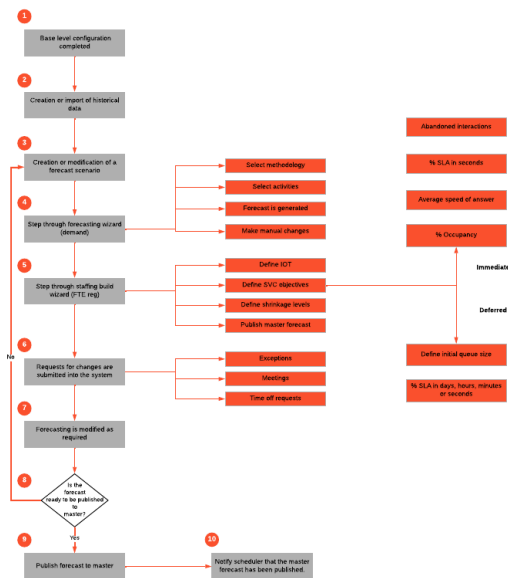 1
Base level configuration
completed
2
Creation or import of historical
data
3
Creation or modification of a
forecast scenario
4
Step through forecasting wizard
(demand)
Select methodology
Select activities
Forecast is generated
Make manual changes
5
Step through staffing build
wizard (FTE req)
Define IOT
Define SVC objectives
Define shrinkage levels
Publish master forecast
Abandoned interactions
% SLA in seconds
Average speed of answer
% Occupancy
Immediate
Deferred
Define initial queue size
% SLA in days, hours, minutes
or seconds
6
Requests for changes are
submitted into the system
Exceptions
Meetings
Time off requests
7
Forecasting is modified as
required
8
Is the
forecast
ready to be published
to
master?
No
Yes
9
Publish forecast to master
10
Notify scheduler that the master
forecast has been published.